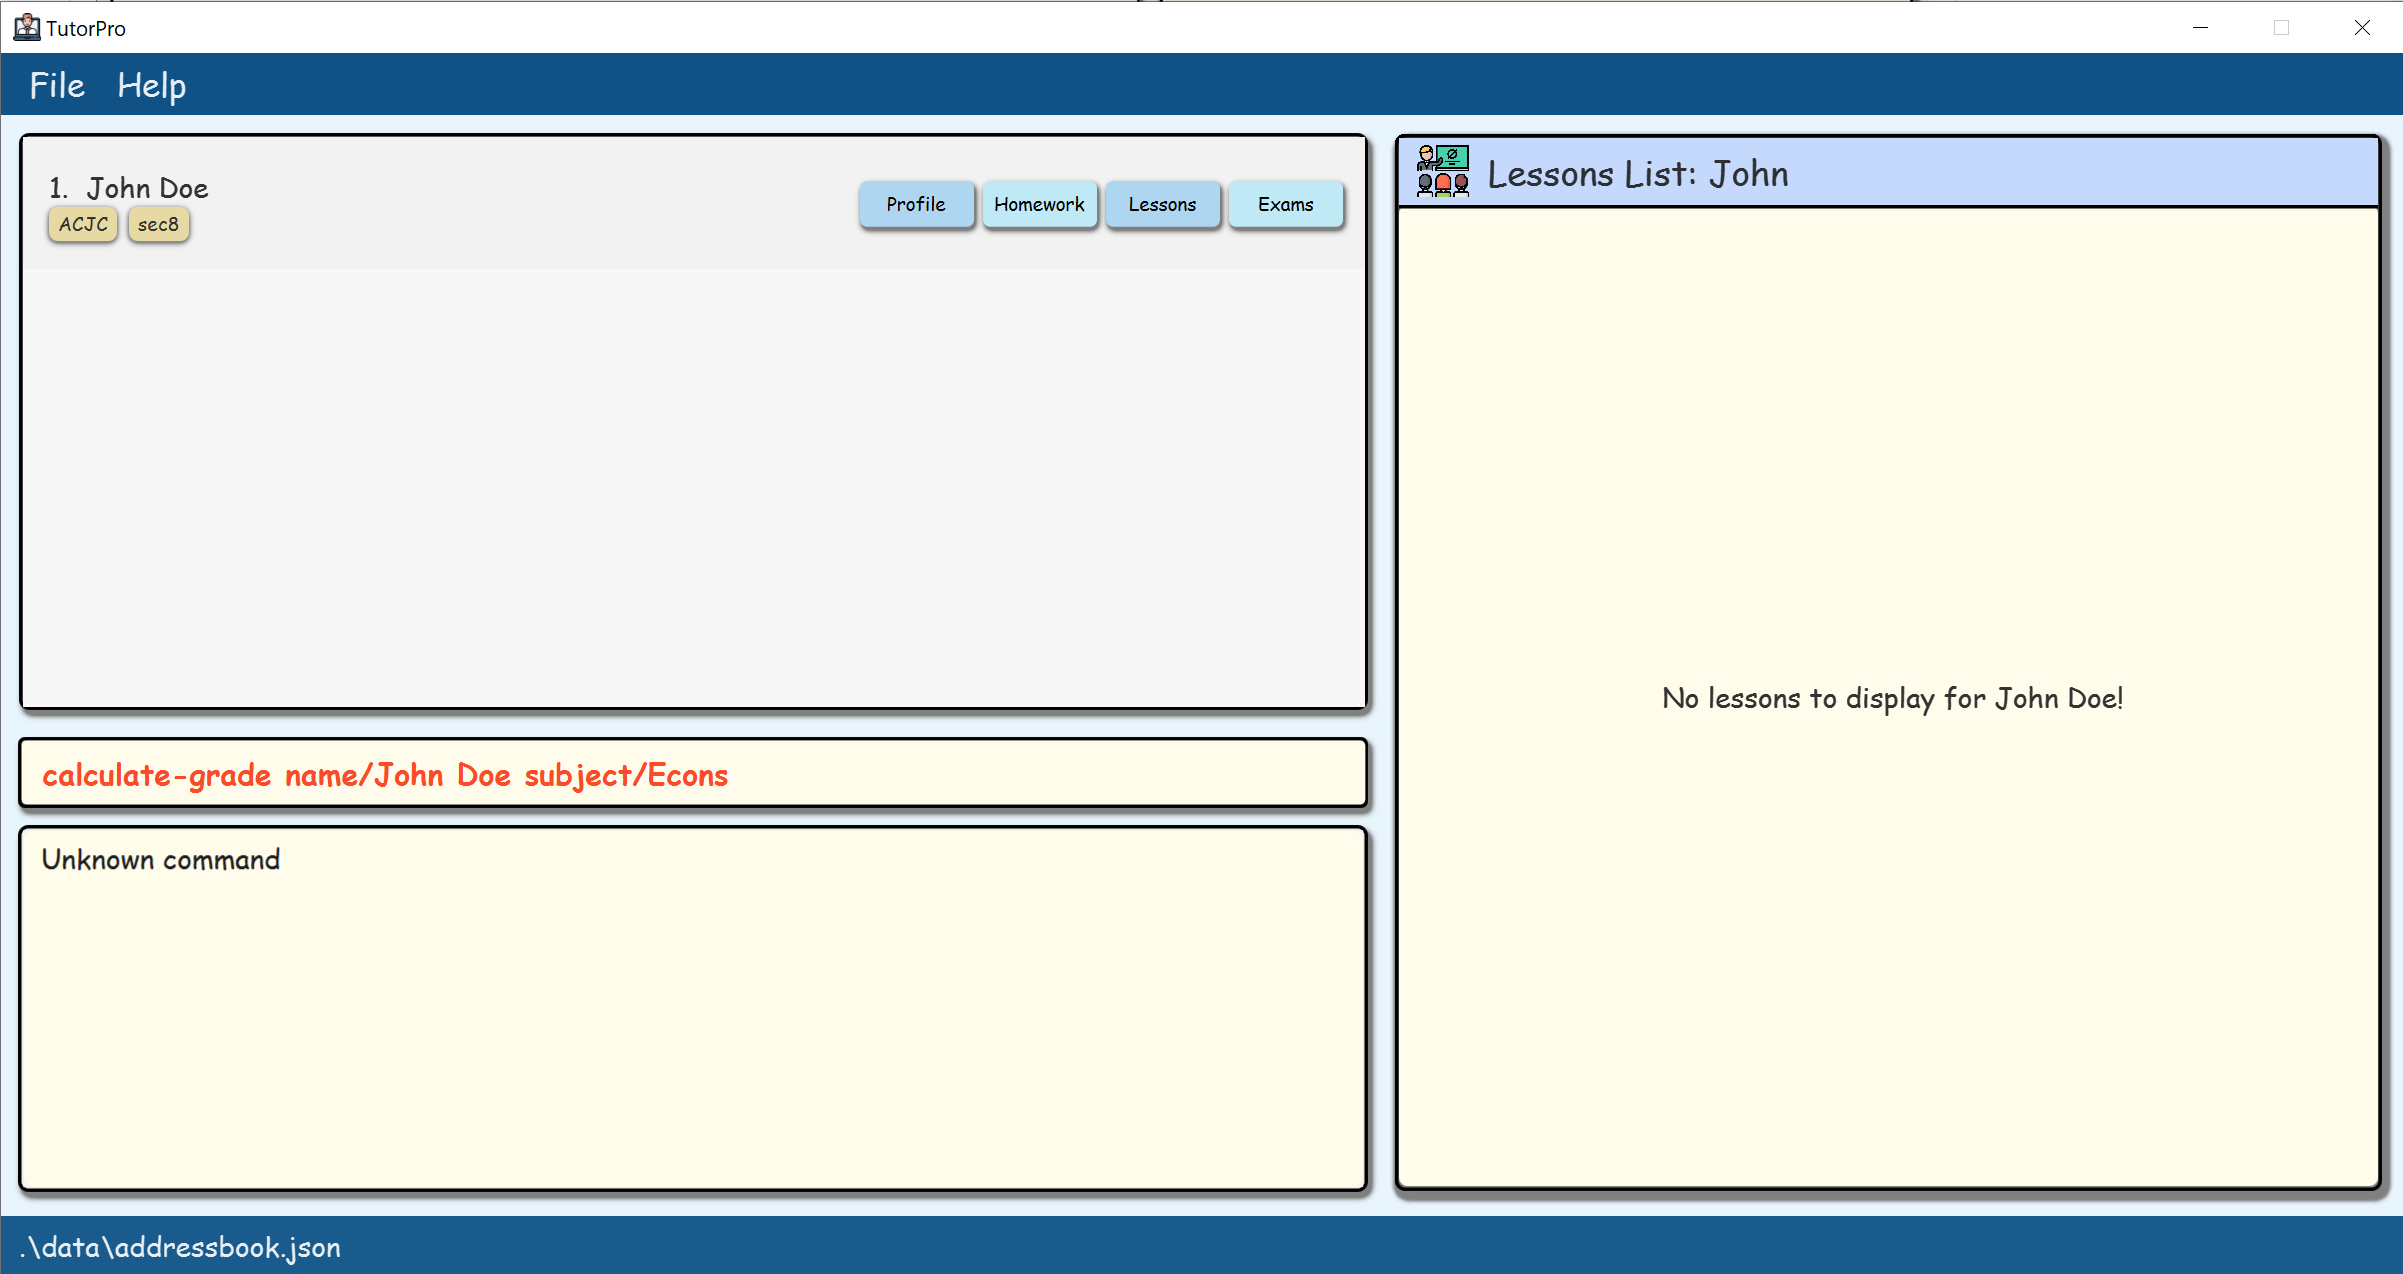 TutorPro
File Help
1. John Doe
ACJC sec8
Profile Homework Lessons Exams
calculate-grade name/John Doe subject/Econs
Unknown command
Lessons List: John
No lessons to display for John Doe!
.\data\addressbook.json